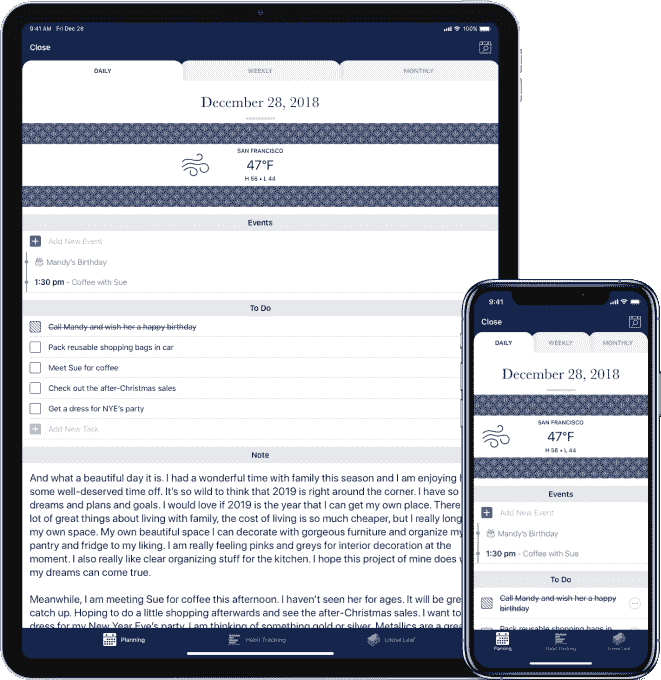 9:41 AM Fri Dec 28
100%
Close
DAILY
WEEKLY
MONTHLY
December 28, 2018
SAN FRANCISCO
47°F
H 56 • L 44
Events
Add New Event
Mandy's Birthday
1:30 pm - Coffee with Sue
To Do
Call Mandy and wish her a happy birthday
Pack reusable shopping bags in car
Meet Sue for coffee
Check out the after-Christmas sales
Get a dress for NYE's party
Add New Task
Note
And what a beautiful day it is. I had a wonderful time with family this season and I am enjoying
some well-deserved time off. It's so wild to think that 2019 is right around the corner. I have so
dreams and plans and goals. I would love if 2019 is the year that I can get my own place. There
lot of great things about living with family, the cost of living is so much cheaper, but I really long
my own space. My own beautiful space I can decorate with gorgeous furniture and organize my
pantry and fridge to my liking. I am really feeling pinks and greys for interior decoration at the
moment. I also really like clear organizing stuff for the kitchen. I hope this project of mine does
my dreams can come true.
Meanwhile, I am meeting Sue for coffee this afternoon. I haven't seen her for ages. It will be
catch up. Hoping to do a little shopping afterwards and see the after-Christmas sales. I want to
dress for my New Year Eve's party. I am thinking of something gold or silver. Metallics are a
Planning
Habit Tracking
Loose Leaf
9:41
Close
DAILY
WEEKLY
MONTHLY
December 28, 2018
SAN FRANCISCO
47°F
H 56 • L 44
Events
Add New Event
Mandy's Birthday
1:30 pm - Coffee with Sue
To Do
Call Mandy and wish her a happy
birthday
Pack reusable shopping bags in
Planning
Habit Tracking
Loose Leaf